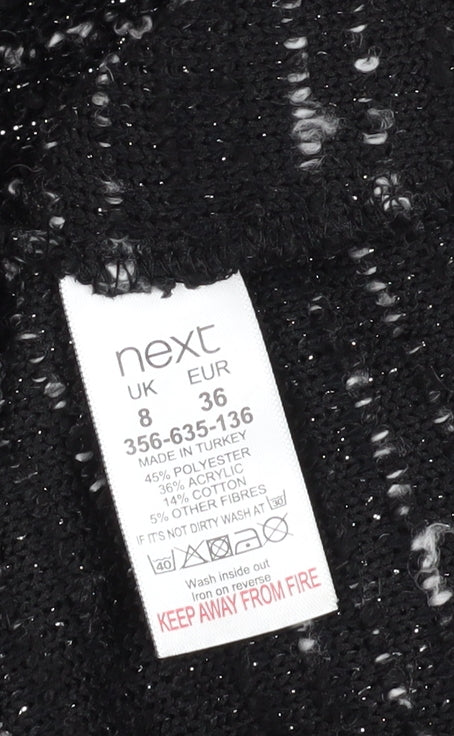 next
UK EUR
8 36
356-635-136
MADE IN TURKEY
45% POLYESTER
36% ACRYLIC
14% COTTON
5% OTHER FIBRES
IF IT'S NOT DIRTY WASH AT 30
40
Wash inside out
Iron on reverse
KEEP AWAY FROM FIRE